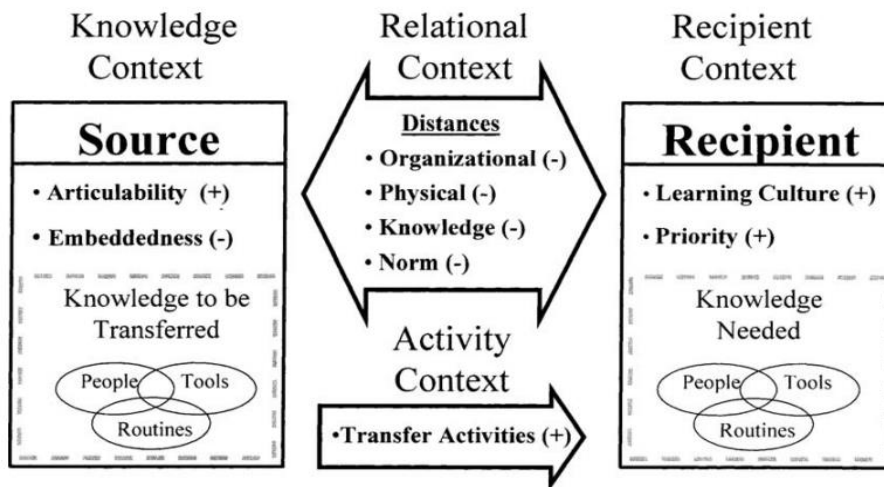 Knowledge
Context
Source
• Articulability (+)
• Embeddedness (-)
Knowledge to be
Transferred
People
Tools
Routines
Relational
Context
Distances
• Organizational (-)
• Physical (-)
• Knowledge (-)
• Norm (-)
Activity
Context
•Transfer Activities (+)
Recipient
Context
Recipient
• Learning Culture (+)
• Priority (+)
Knowledge
Needed
People
Tools
Routines